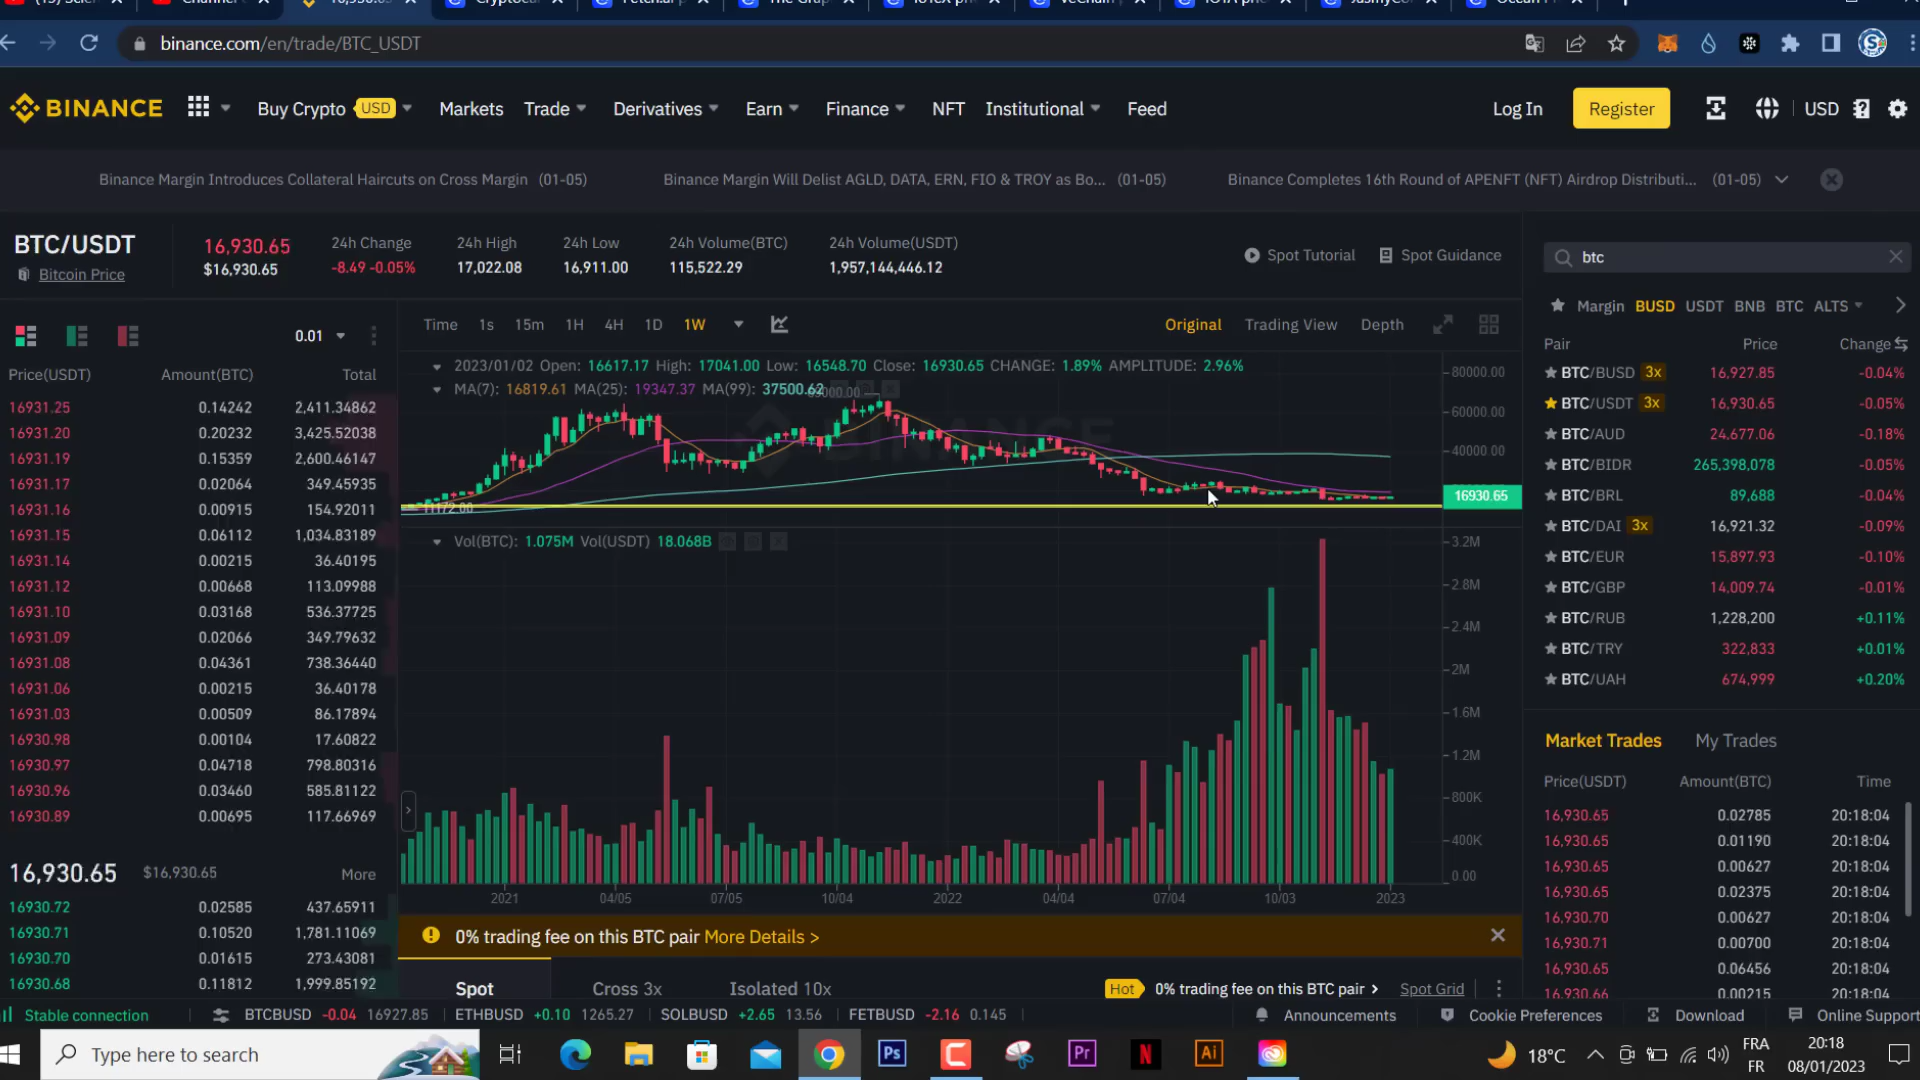 binance.com/en/trade/BTC_USDT
BINANCE Buy Crypto USD Markets Trade Derivatives Earn Finance NFT Institutional Feed Log In Register USD
Binance Margin Introduces Collateral Haircuts on Cross Margin (01-05) Binance Margin Will Delist AGLD, DATA, ERN, FIO & TROY as Bo... (01-05) Binance Completes 16th Round of APENFT (NFT) Airdrop Distributi... (01-05)
BTC/USDT 16,930.65 24h Change 24h High 24h Low 24h Volume(BTC) 24h Volume(USDT)
Bitcoin Price $16,930.65 -8.49 -0.05% 17,022.08 16,911.00 115,522.29 1,957,144,446.12
Spot Tutorial Spot Guidance
0.01
Price(USDT) Amount(BTC) Total
16931.25 0.14242 2,411.34862
16931.20 0.20232 3,425.52038
16931.19 0.15359 2,600.46147
16931.17 0.02064 349.45935
16931.16 0.00915 154.92011
16931.15 0.06112 1,034.83189
16931.14 0.00215 36.40195
16931.12 0.00668 113.09988
16931.10 0.03168 536.37725
16931.09 0.02066 349.79632
16931.08 0.04361 738.36440
16931.06 0.00215 36.40178
16931.03 0.00509 86.17894
16930.98 0.00104 17.60822
16930.97 0.04718 798.80316
16930.96 0.03460 585.81122
16930.89 0.00695 117.66969
16,930.65 $16,930.65 More
16930.72 0.02585 437.65911
16930.71 0.10520 1,781.11069
16930.70 0.01615 273.43081
16930.68 0.11812 1,999.85192
Time 1s 15m 1H 4H 1D 1W Original Trading View Depth
2023/01/02 Open: 16617.17 High: 17041.00 Low: 16548.70 Close: 16930.65 CHANGE: 1.89% AMPLITUDE: 2.96%
MA(7): 16819.61 MA(25): 19347.37 MA(99): 37500.62
BINANCE
80000.00
60000.00
40000.00
16930.65
11172.00
Vol(BTC): 1.075M Vol(USDT) 18.068B
3.2M
2.8M
2.4M
2M
1.6M
1.2M
800K
400K
0.00
2021 04/05 07/05 10/04 2022 04/04 07/04 10/03 2023
0% trading fee on this BTC pair More Details >
Spot Cross 3x Isolated 10x Hot 0% trading fee on this BTC pair > Spot Grid
btc
Margin BUSD USDT BNB BTC ALTS
Pair Price Change
BTC/BUSD 3x 16,927.85 -0.04%
BTC/USDT 3x 16,930.65 -0.05%
BTC/AUD 24,677.06 -0.18%
BTC/BIDR 265,398,078 -0.05%
BTC/BRL 89,688 -0.04%
BTC/DAI 3x 16,921.32 -0.09%
BTC/EUR 15,897.93 -0.10%
BTC/GBP 14,009.74 -0.01%
BTC/RUB 1,228,200 +0.11%
BTC/TRY 322,833 +0.01%
BTC/UAH 674,999 +0.20%
Market Trades My Trades
Price(USDT) Amount(BTC) Time
16,930.65 0.02785 20:18:04
16,930.65 0.01190 20:18:04
16,930.65 0.00627 20:18:04
16,930.65 0.02375 20:18:04
16,930.70 0.00627 20:18:04
16,930.71 0.00700 20:18:04
16,930.65 0.06456 20:18:04
16,930.66 0.00215 20:18:04
Stable connection BTCBUSD -0.04 16927.85 ETHBUSD +0.10 1265.27 SOLBUSD +2.65 13.56 FETBUSD -2.16 0.145 Announcements Cookie Preferences Download Online Support
Type here to search Ps Pr N Ai 18°C FRA 20:18
FR 08/01/2023